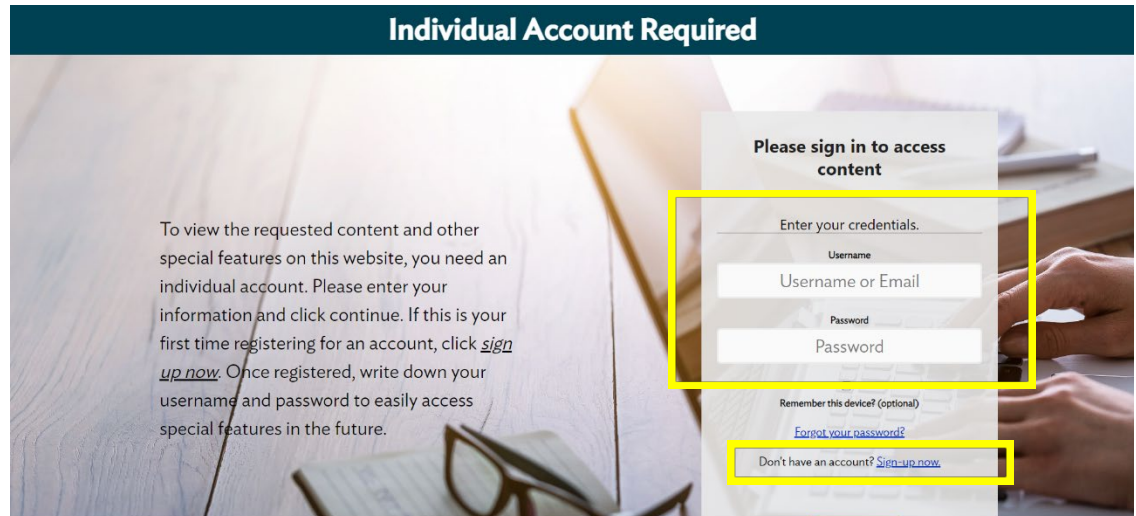 Individual Account Required
To view the requested content and other
special features on this website, you need an
individual account. Please enter your
information and click continue. If this is your
first time registering for an account, click sign
up now. Once registered, write down your
username and password to easily access
special features in the future.
Please sign in to access
content
Enter your credentials.
Username
Username or Email
Password
Password
Remember this device? (optional)
Forgot your password?
Don't have an account? Sign-up now.